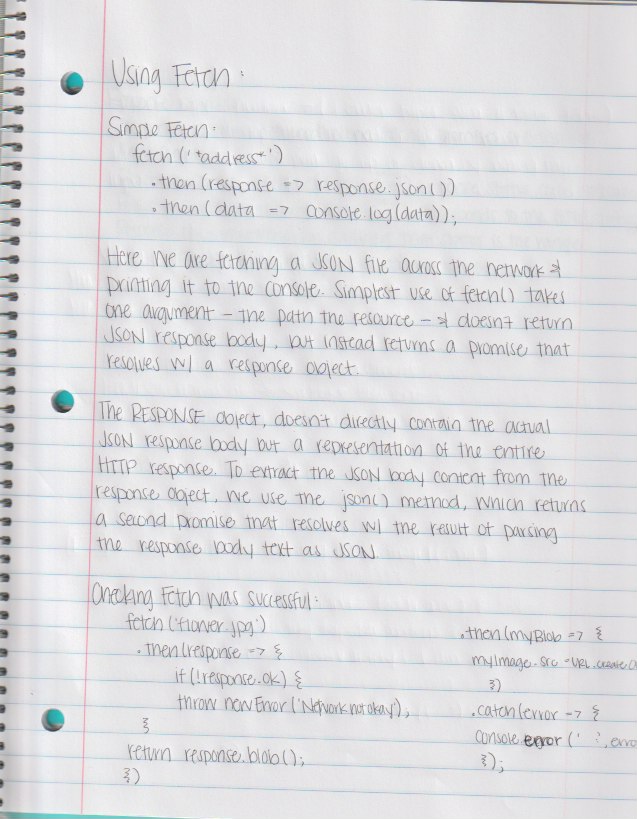 Using Fetch:
Simple Fetch:
fetch('*address*')
.then(response => response.json())
.then(data => console.log(data));
Here we are fetching a JSON file across the network &
printing it to the console. Simplest use of fetch() takes
one argument - the path the resource - & doesn't return
JSON response body, but instead returns a promise that
resolves w/ a response object.
The RESPONSE object, doesn't directly contain the actual
JSON response body but a representation of the entire
HTTP response. To extract the JSON body content from the
response object, we use the json() method, which returns
a second promise that resolves w/ the result of parsing
the response body text as JSON.
Checking Fetch was successful:
fetch('flower.jpg')
.then(response => {
if (!response.ok) {
throw new Error('Network not okay');
}
return response.blob();
})
.then(myBlob => {
myImage.src = URL.create
})
.catch(error -> {
console.error(' :', erro
});